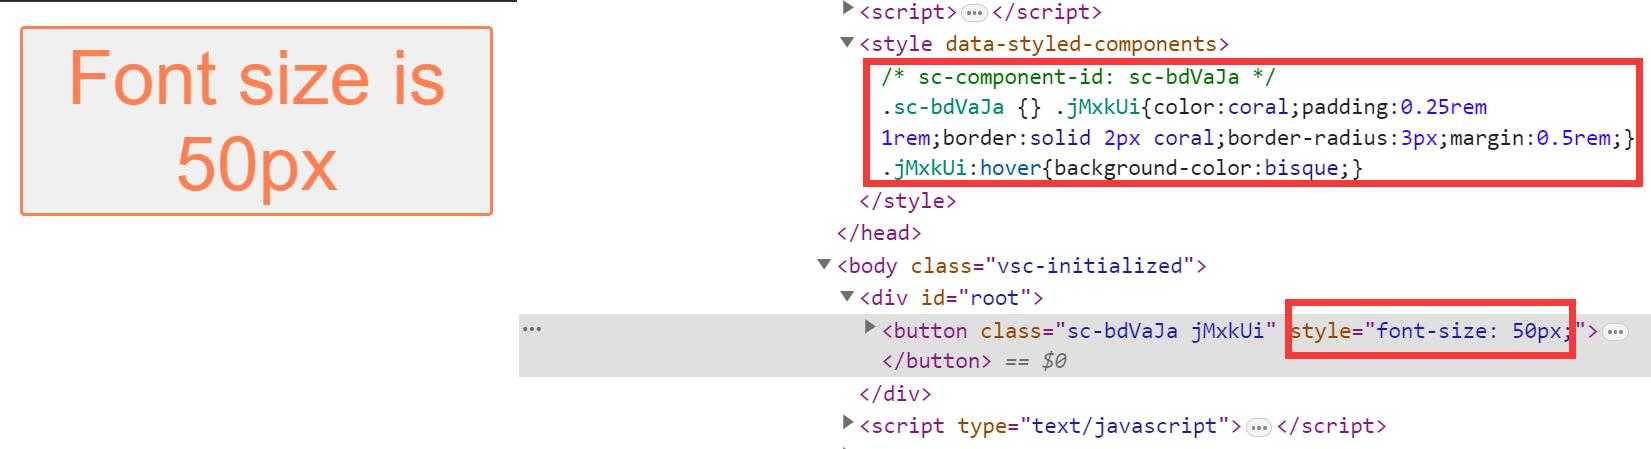 Font size is
50px
<script>…</script>
<style data-styled-components>
/* sc-component-id: sc-bdVaJa */
.sc-bdVaJa {} .jMxkUi{color:coral;padding:0.25rem
1rem;border:solid 2px coral;border-radius:3px;margin:0.5rem;}
.jMxkUi:hover{background-color:bisque;}
</style>
</head>
<body class="vsc-initialized">
<div id="root">
… <button class="sc-bdVaJa jMxkUi" style="font-size: 50px;">…
</button> == $0
</div>
<script type="text/javascript">…</script>